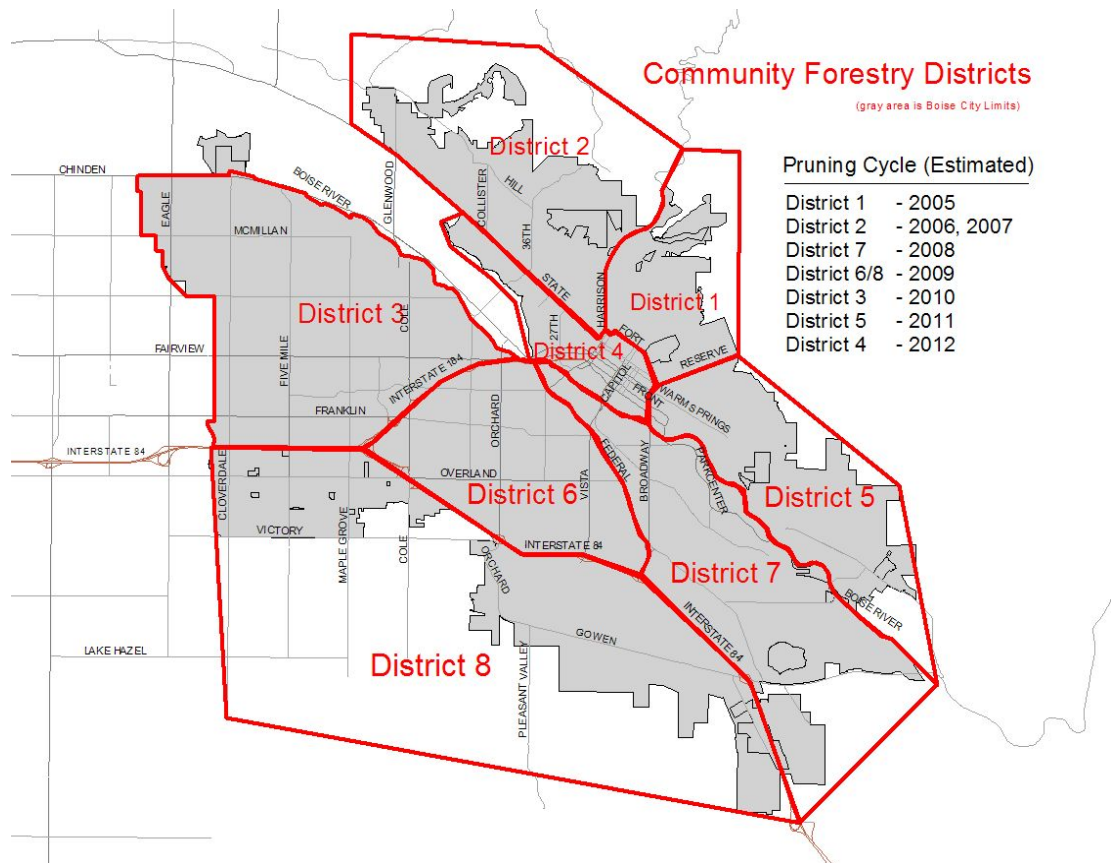 Community Forestry Districts
(gray area is Boise City Limits)
Pruning Cycle (Estimated)
District 1 - 2005
District 2 - 2006, 2007
District 7 - 2008
District 6/8 - 2009
District 3 - 2010
District 5 - 2011
District 4 - 2012
District 2
CHINDEN
BOISE RIVER
GLENWOOD
COLLISTER
HILL
EAGLE
MCMILLAN
36TH
STATE
HARRISON
District 1
District 3
COLE
27TH
FORT
FAIRVIEW
FIVE MILE
District 4
RESERVE
INTERSTATE 184
CAPITOL
FRONT
WARM SPRINGS
FRANKLIN
ORCHARD
INTERSTATE 84
CLOVERDALE
OVERLAND
VISTA
FEDERAL
BROADWAY
PARKCENTER
District 6
District 5
VICTORY
MAPLE GROVE
COLE
INTERSTATE 84
ORCHARD
District 7
BOISE RIVER
INTERSTATE 84
GOWEN
LAKE HAZEL
District 8
PLEASANT VALLEY